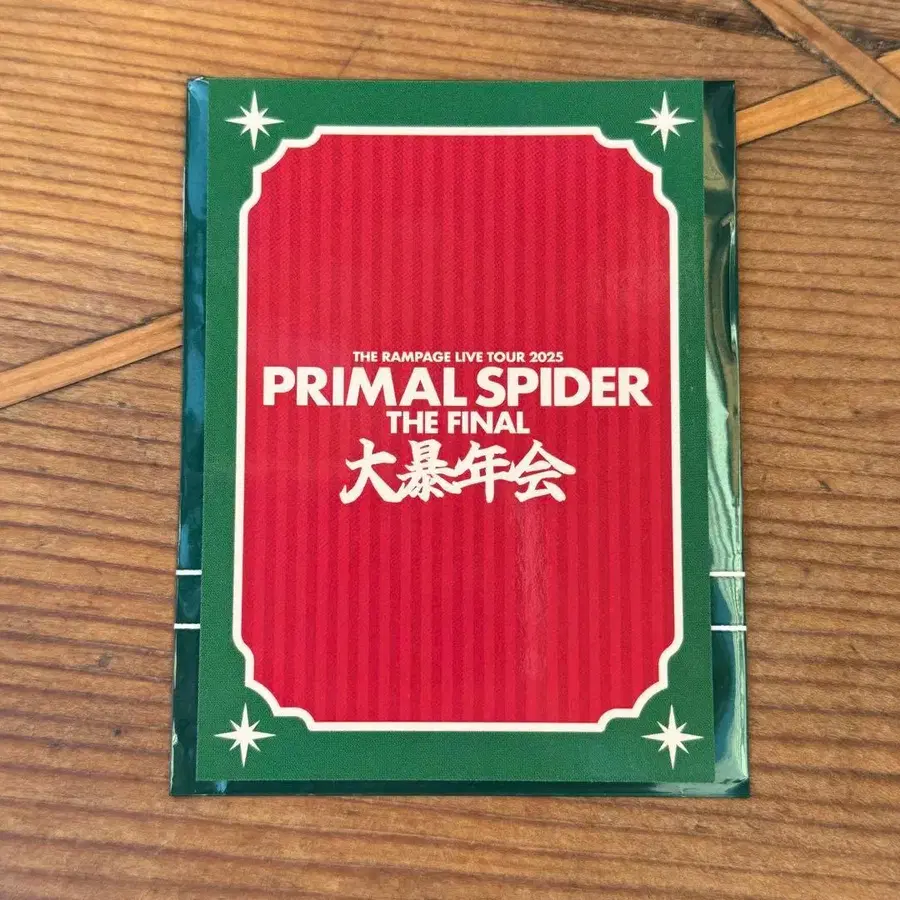 THE RAMPAGE LIVE TOUR 2025
PRIMAL SPIDER
THE FINAL
大暴年会